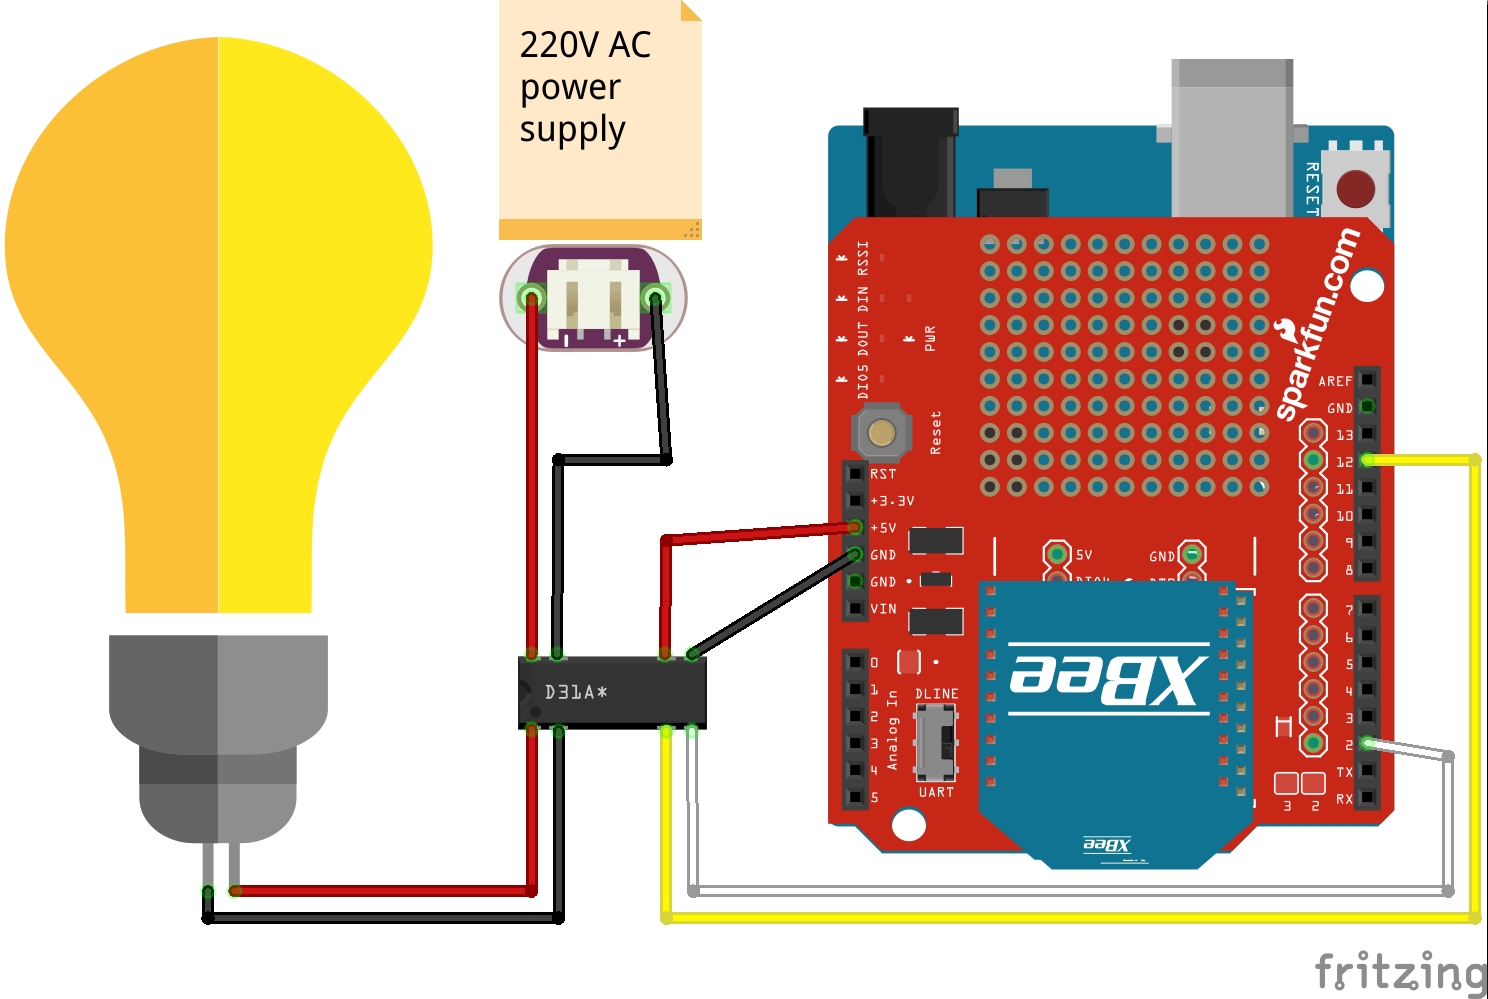 220V AC
power
supply
RESET
sparkfun.com
RSSI
DIN
DOUT
DIO5
PWR
Reset
AREF
GND
13
12
11
10
9
8
RST
+3.3V
+5V
GND
GND
VIN
5V
GND
7
6
5
4
3
2
TX
RX
D31A*
0
1
2
3
4
5
Analog In
DLINE
UART
XBee
3 2
XBee
- +
fritzing